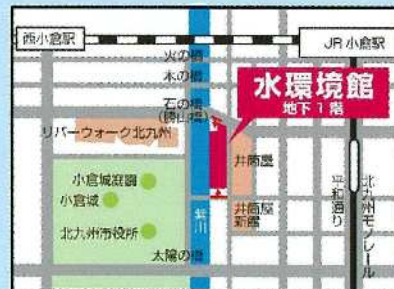 西小倉駅
JR 小倉駅
火の橋
木の橋
石の橋
(勝山橋)
水環境館
地下1階
リバーウォーク北九州
井筒屋
小倉城庭園
小倉城
北九州市役所
紫川
井筒屋
新館
平和通り
北九州モノレール
太陽の橋